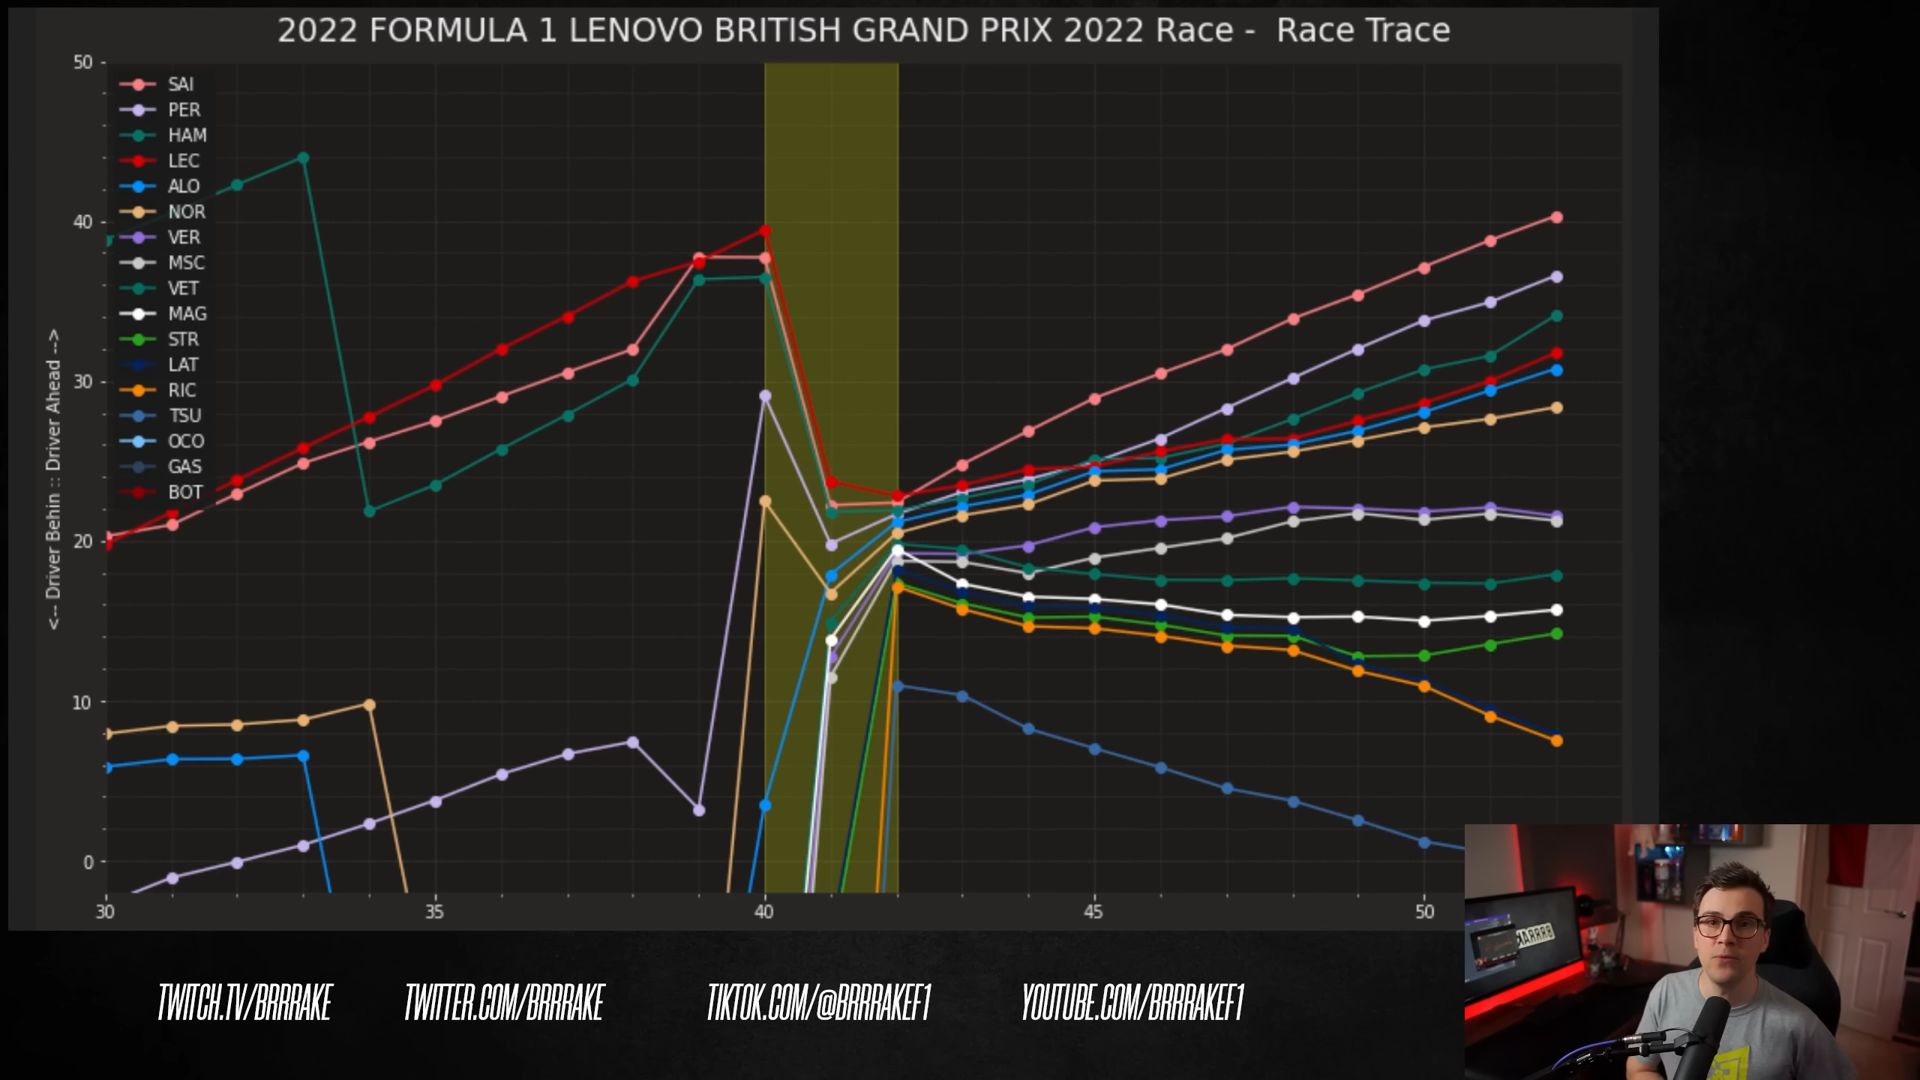 2022 FORMULA 1 LENOVO BRITISH GRAND PRIX 2022 Race - Race Trace
50
40
30
20
10
0
<-- Driver Behin :: Driver Ahead -->
SAI
PER
HAM
LEC
ALO
NOR
VER
MSC
VET
MAG
STR
LAT
RIC
TSU
OCO
GAS
BOT
30 35 40 45 50
TWITCH.TV/BRRRAKE TWITTER.COM/BRRRAKE TIKTOK.COM/@BRRRAKEF1 YOUTUBE.COM/BRRRAKEF1